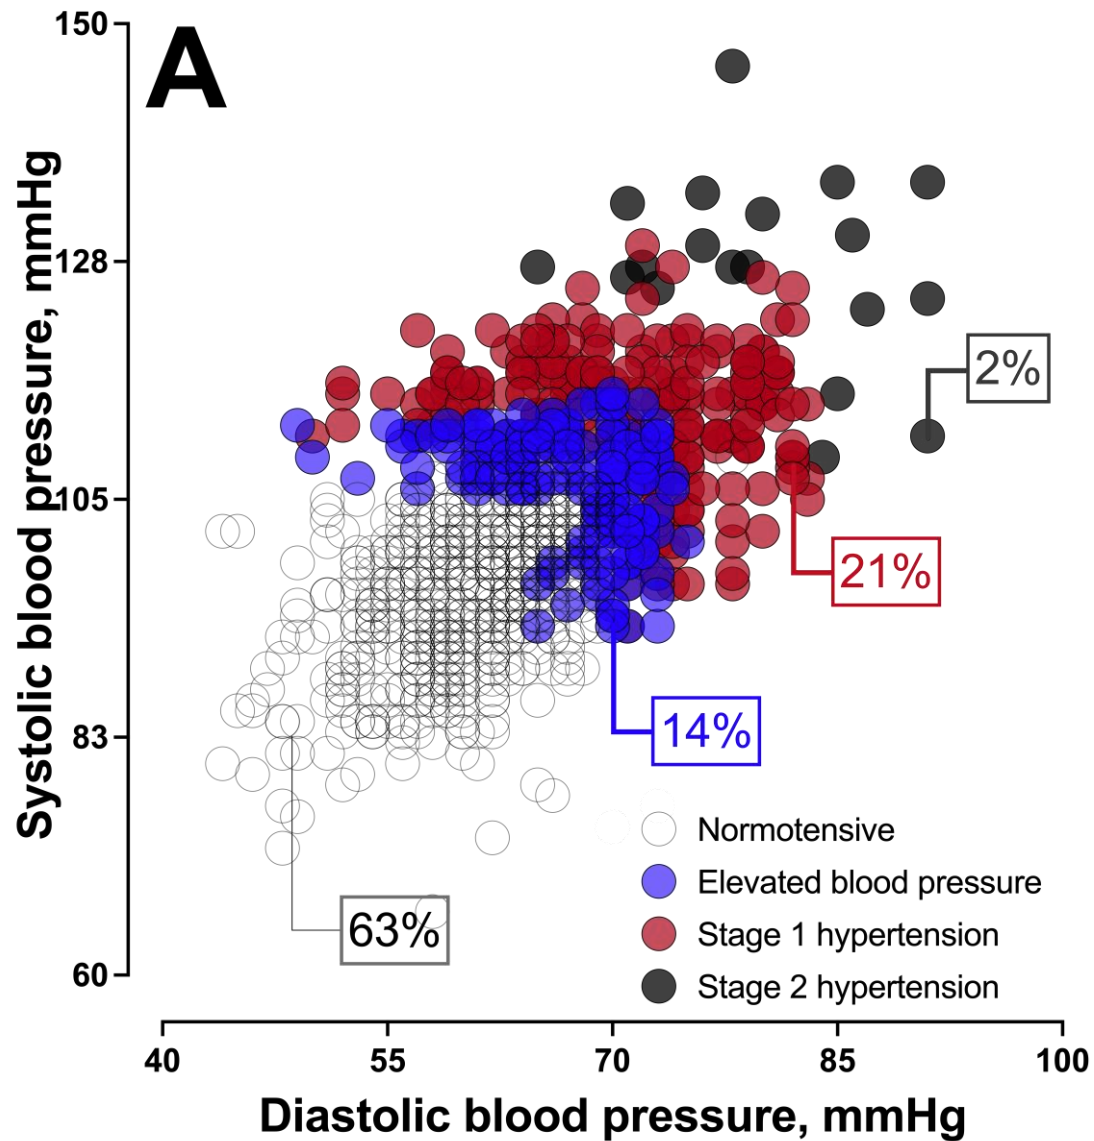 A
150
128
105
83
60
Systolic blood pressure, mmHg
2%
21%
14%
63%
Normotensive
Elevated blood pressure
Stage 1 hypertension
Stage 2 hypertension
40 55 70 85 100
Diastolic blood pressure, mmHg